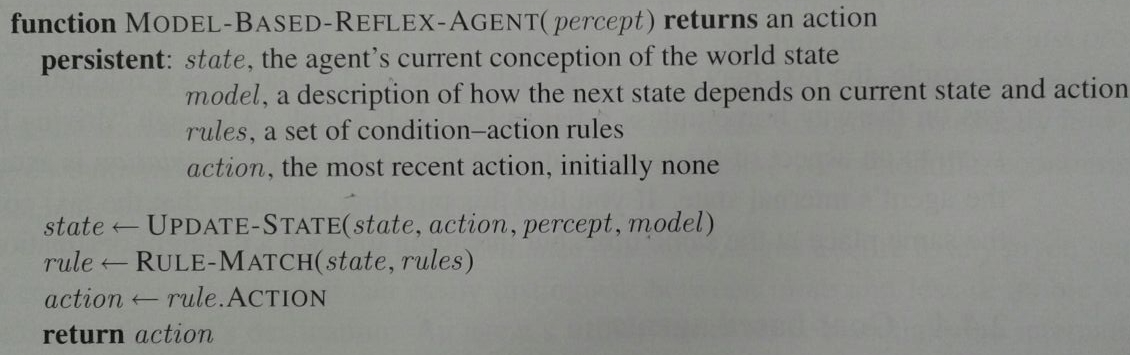 function MODEL-BASED-REFLEX-AGENT(percept) returns an action
persistent: state, the agent's current conception of the world state
model, a description of how the next state depends on current state and action
rules, a set of condition–action rules
action, the most recent action, initially none
state ← UPDATE-STATE(state, action, percept, model)
rule ← RULE-MATCH(state, rules)
action ← rule.ACTION
return action